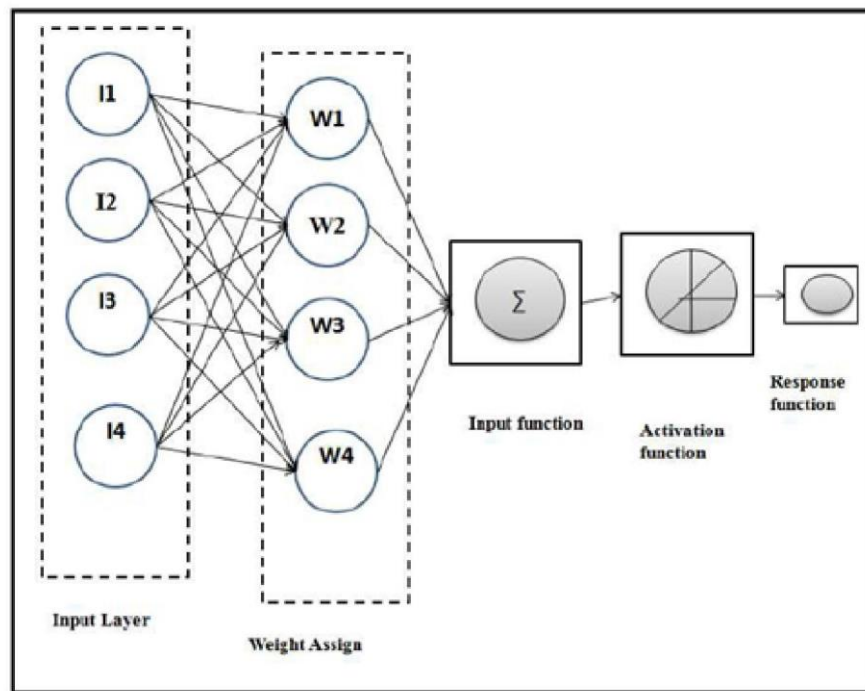 I1
I2
I3
I4
W1
W2
W3
W4
Σ
Input function
Activation
function
Response
function
Input Layer
Weight Assign